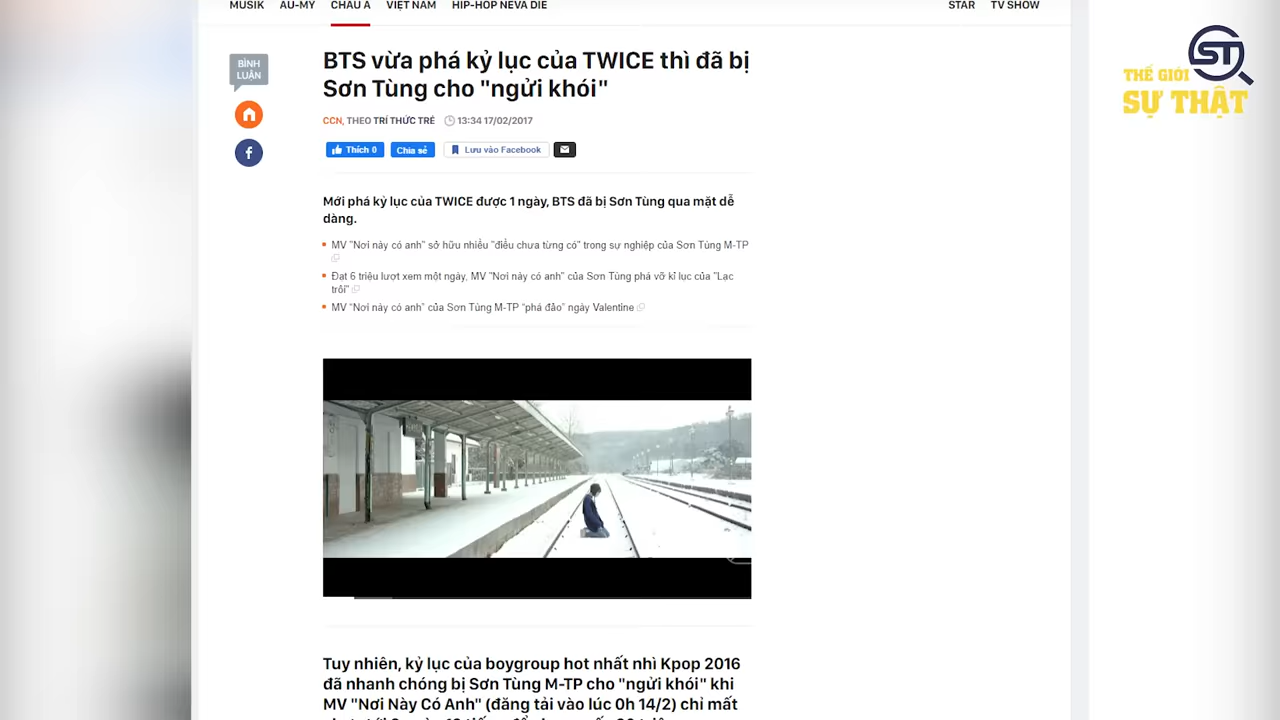 MUSIK ÂU-MỸ CHÂU Á VIỆT NAM HIP-HOP NEVA DIE STAR TV SHOW
ST
THẾ GIỚI
SỰ THẬT
BÌNH
LUẬN
BTS vừa phá kỷ lục của TWICE thì đã bị
Sơn Tùng cho "ngửi khói"
CCN, THEO TRÍ THỨC TRẺ 13:34 17/02/2017
Thích 0 Chia sẻ Lưu vào Facebook
Mới phá kỷ lục của TWICE được 1 ngày, BTS đã bị Sơn Tùng qua mặt dễ
dàng.
MV "Nơi này có anh" sở hữu nhiều "điều chưa từng có" trong sự nghiệp của Sơn Tùng M-TP
Đạt 6 triệu lượt xem một ngày, MV "Nơi này có anh" của Sơn Tùng phá vỡ kỉ lục của "Lạc
trôi"
MV "Nơi này có anh" của Sơn Tùng M-TP "phá đảo" ngày Valentine
Tuy nhiên, kỷ lục của boygroup hot nhất nhì Kpop 2016
đã nhanh chóng bị Sơn Tùng M-TP cho "ngửi khói" khi
MV "Nơi Này Có Anh" (đăng tải vào lúc 0h 14/2) chỉ mất